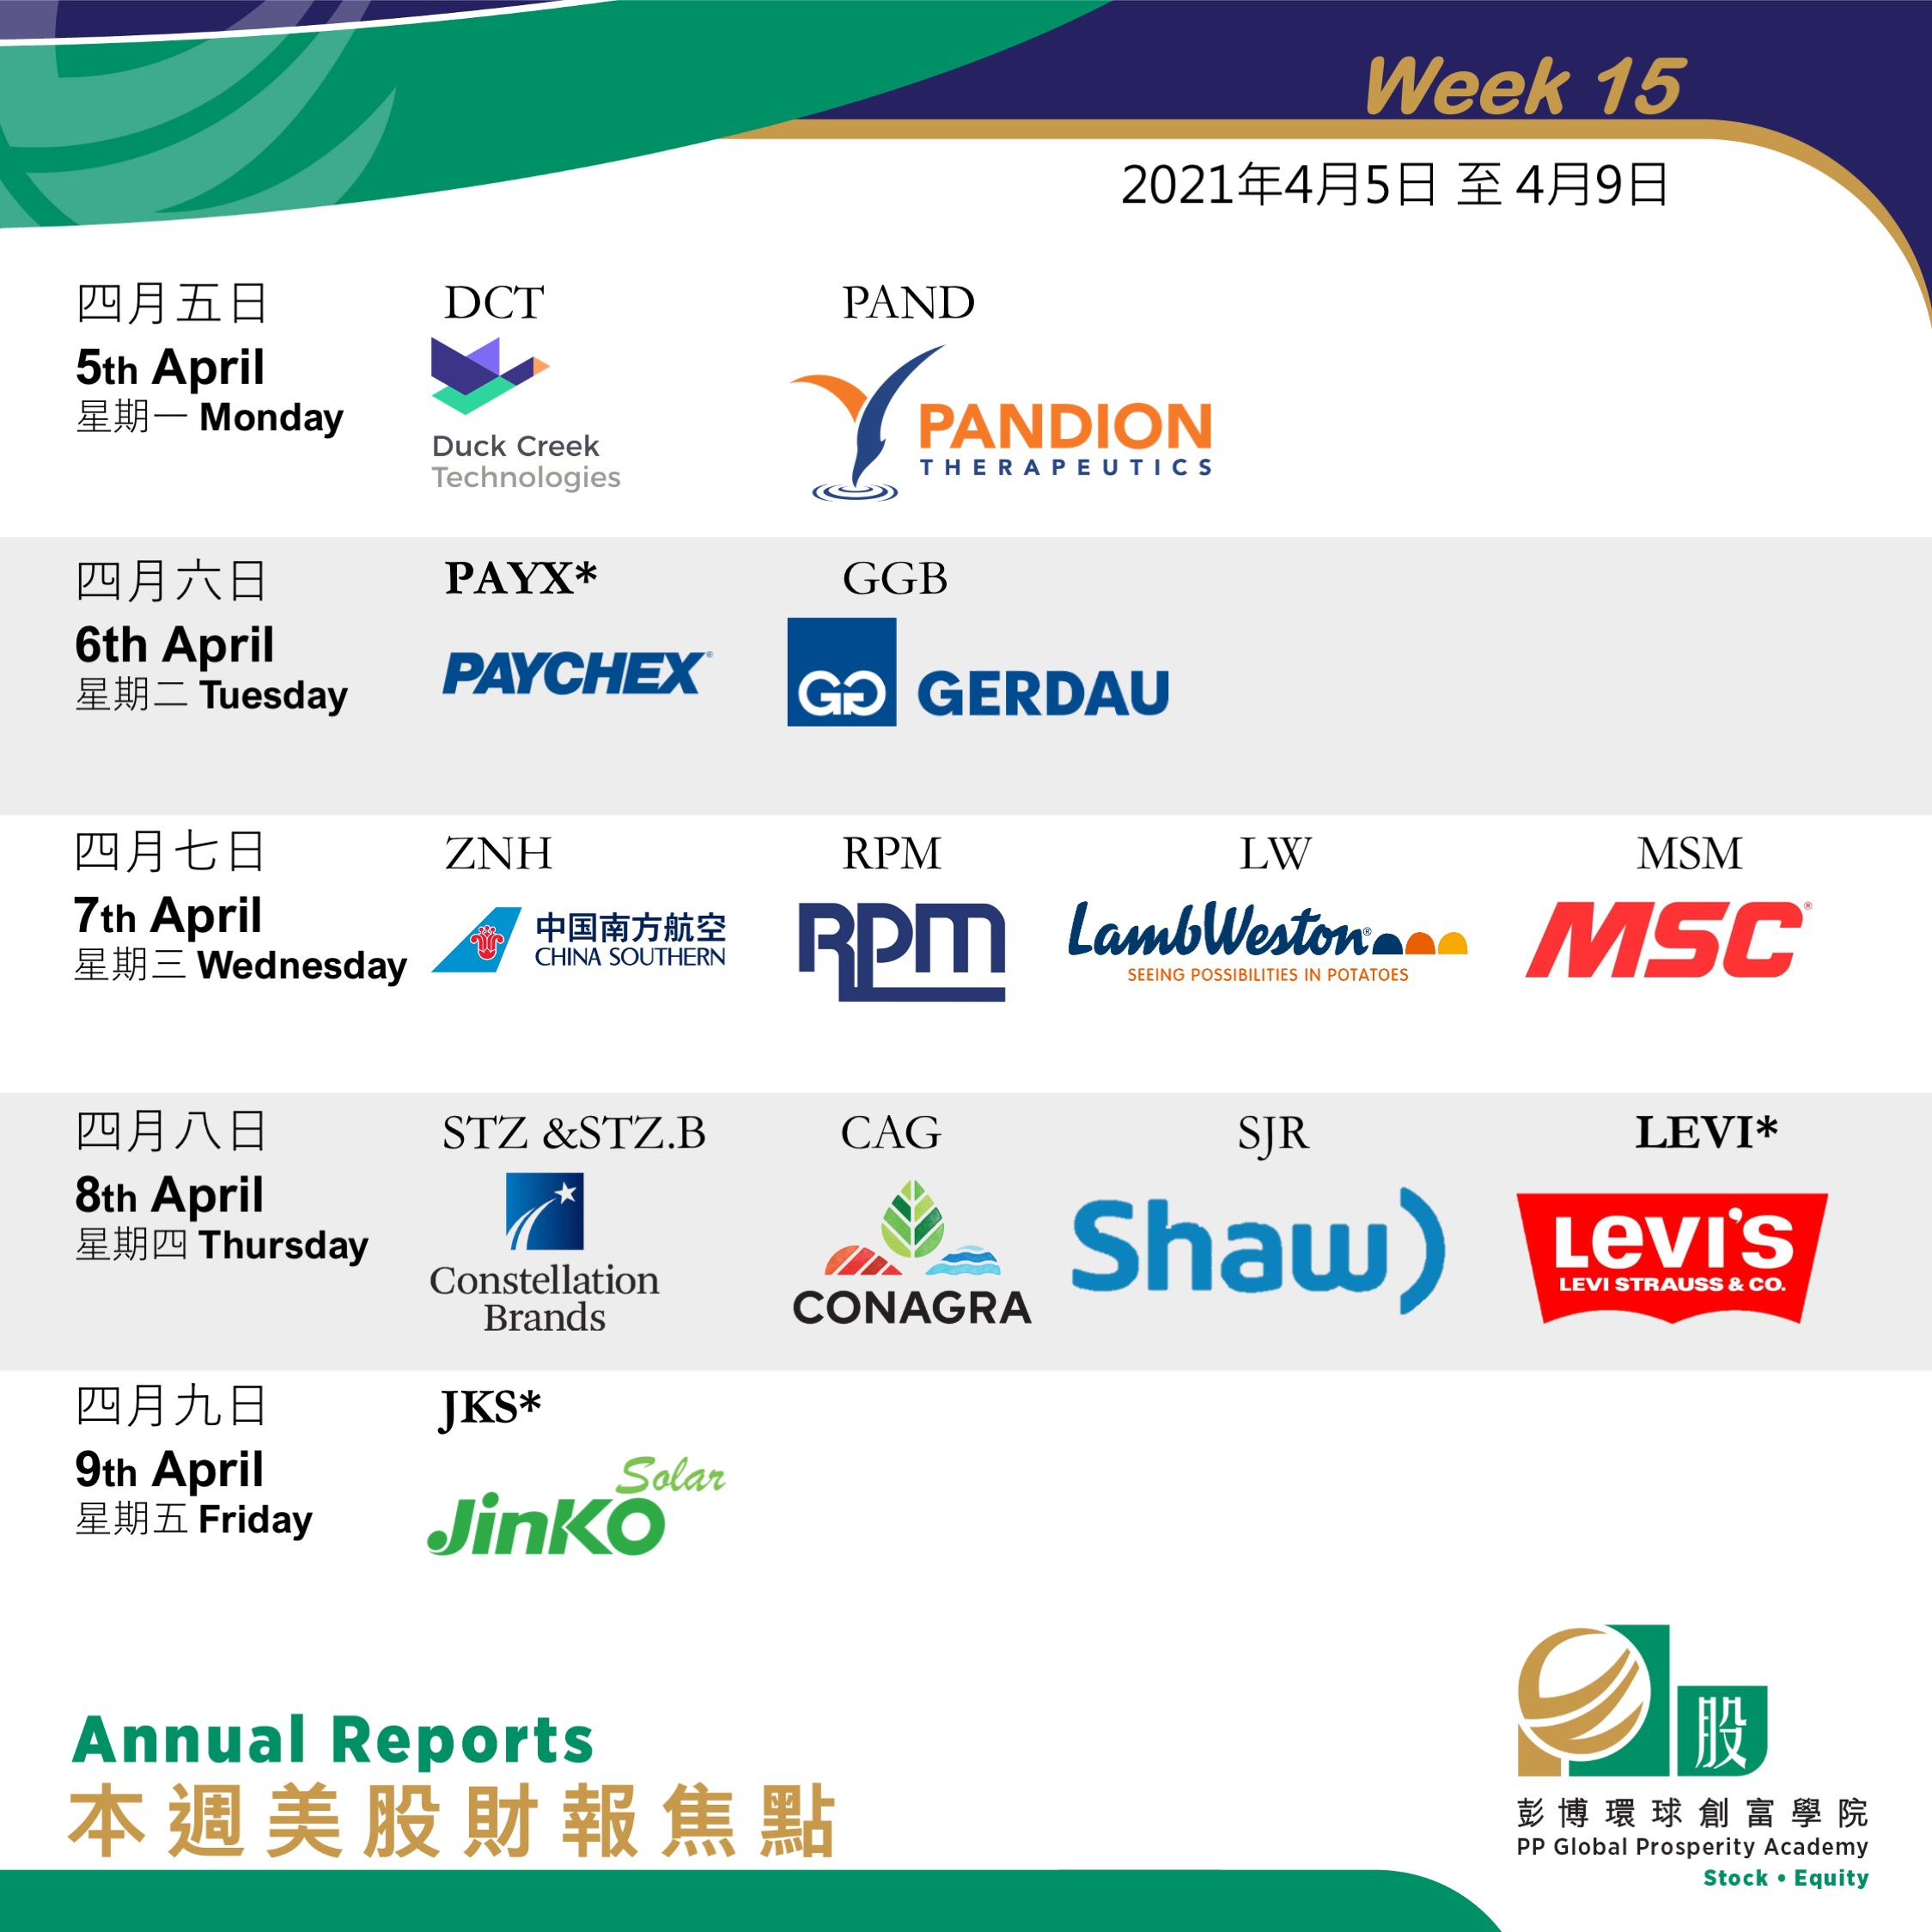 Week 15
2021年4月5日 至 4月9日
四月五日
5th April
星期一 Monday
DCT
Duck Creek
Technologies
PAND
PANDION
THERAPEUTICS
四月六日
6th April
星期二 Tuesday
PAYX*
PAYCHEX®
GGB
GG GERDAU
四月七日
7th April
星期三 Wednesday
ZNH
中国南方航空
CHINA SOUTHERN
RPM
RPM
LW
LambWeston®
SEEING POSSIBILITIES IN POTATOES
MSM
MSC®
四月八日
8th April
星期四 Thursday
STZ &STZ.B
Constellation
Brands
CAG
CONAGRA
SJR
Shaw)
LEVI*
LEVI'S
LEVI STRAUSS & CO.
四月九日
9th April
星期五 Friday
JKS*
Solar
JinKO
Annual Reports
本週美股財報焦點
股
彭博環球創富學院
PP Global Prosperity Academy
Stock • Equity